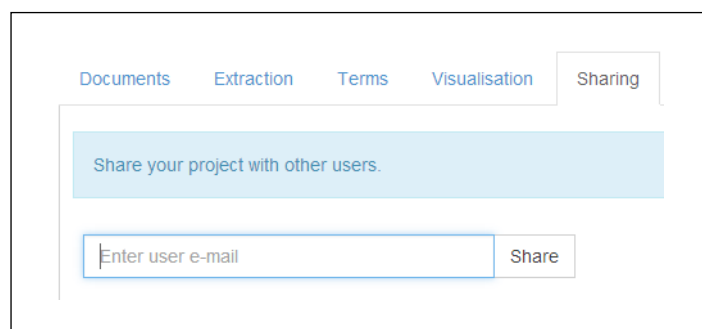 Documents Extraction Terms Visualisation Sharing
Share your project with other users.
Enter user e-mail Share